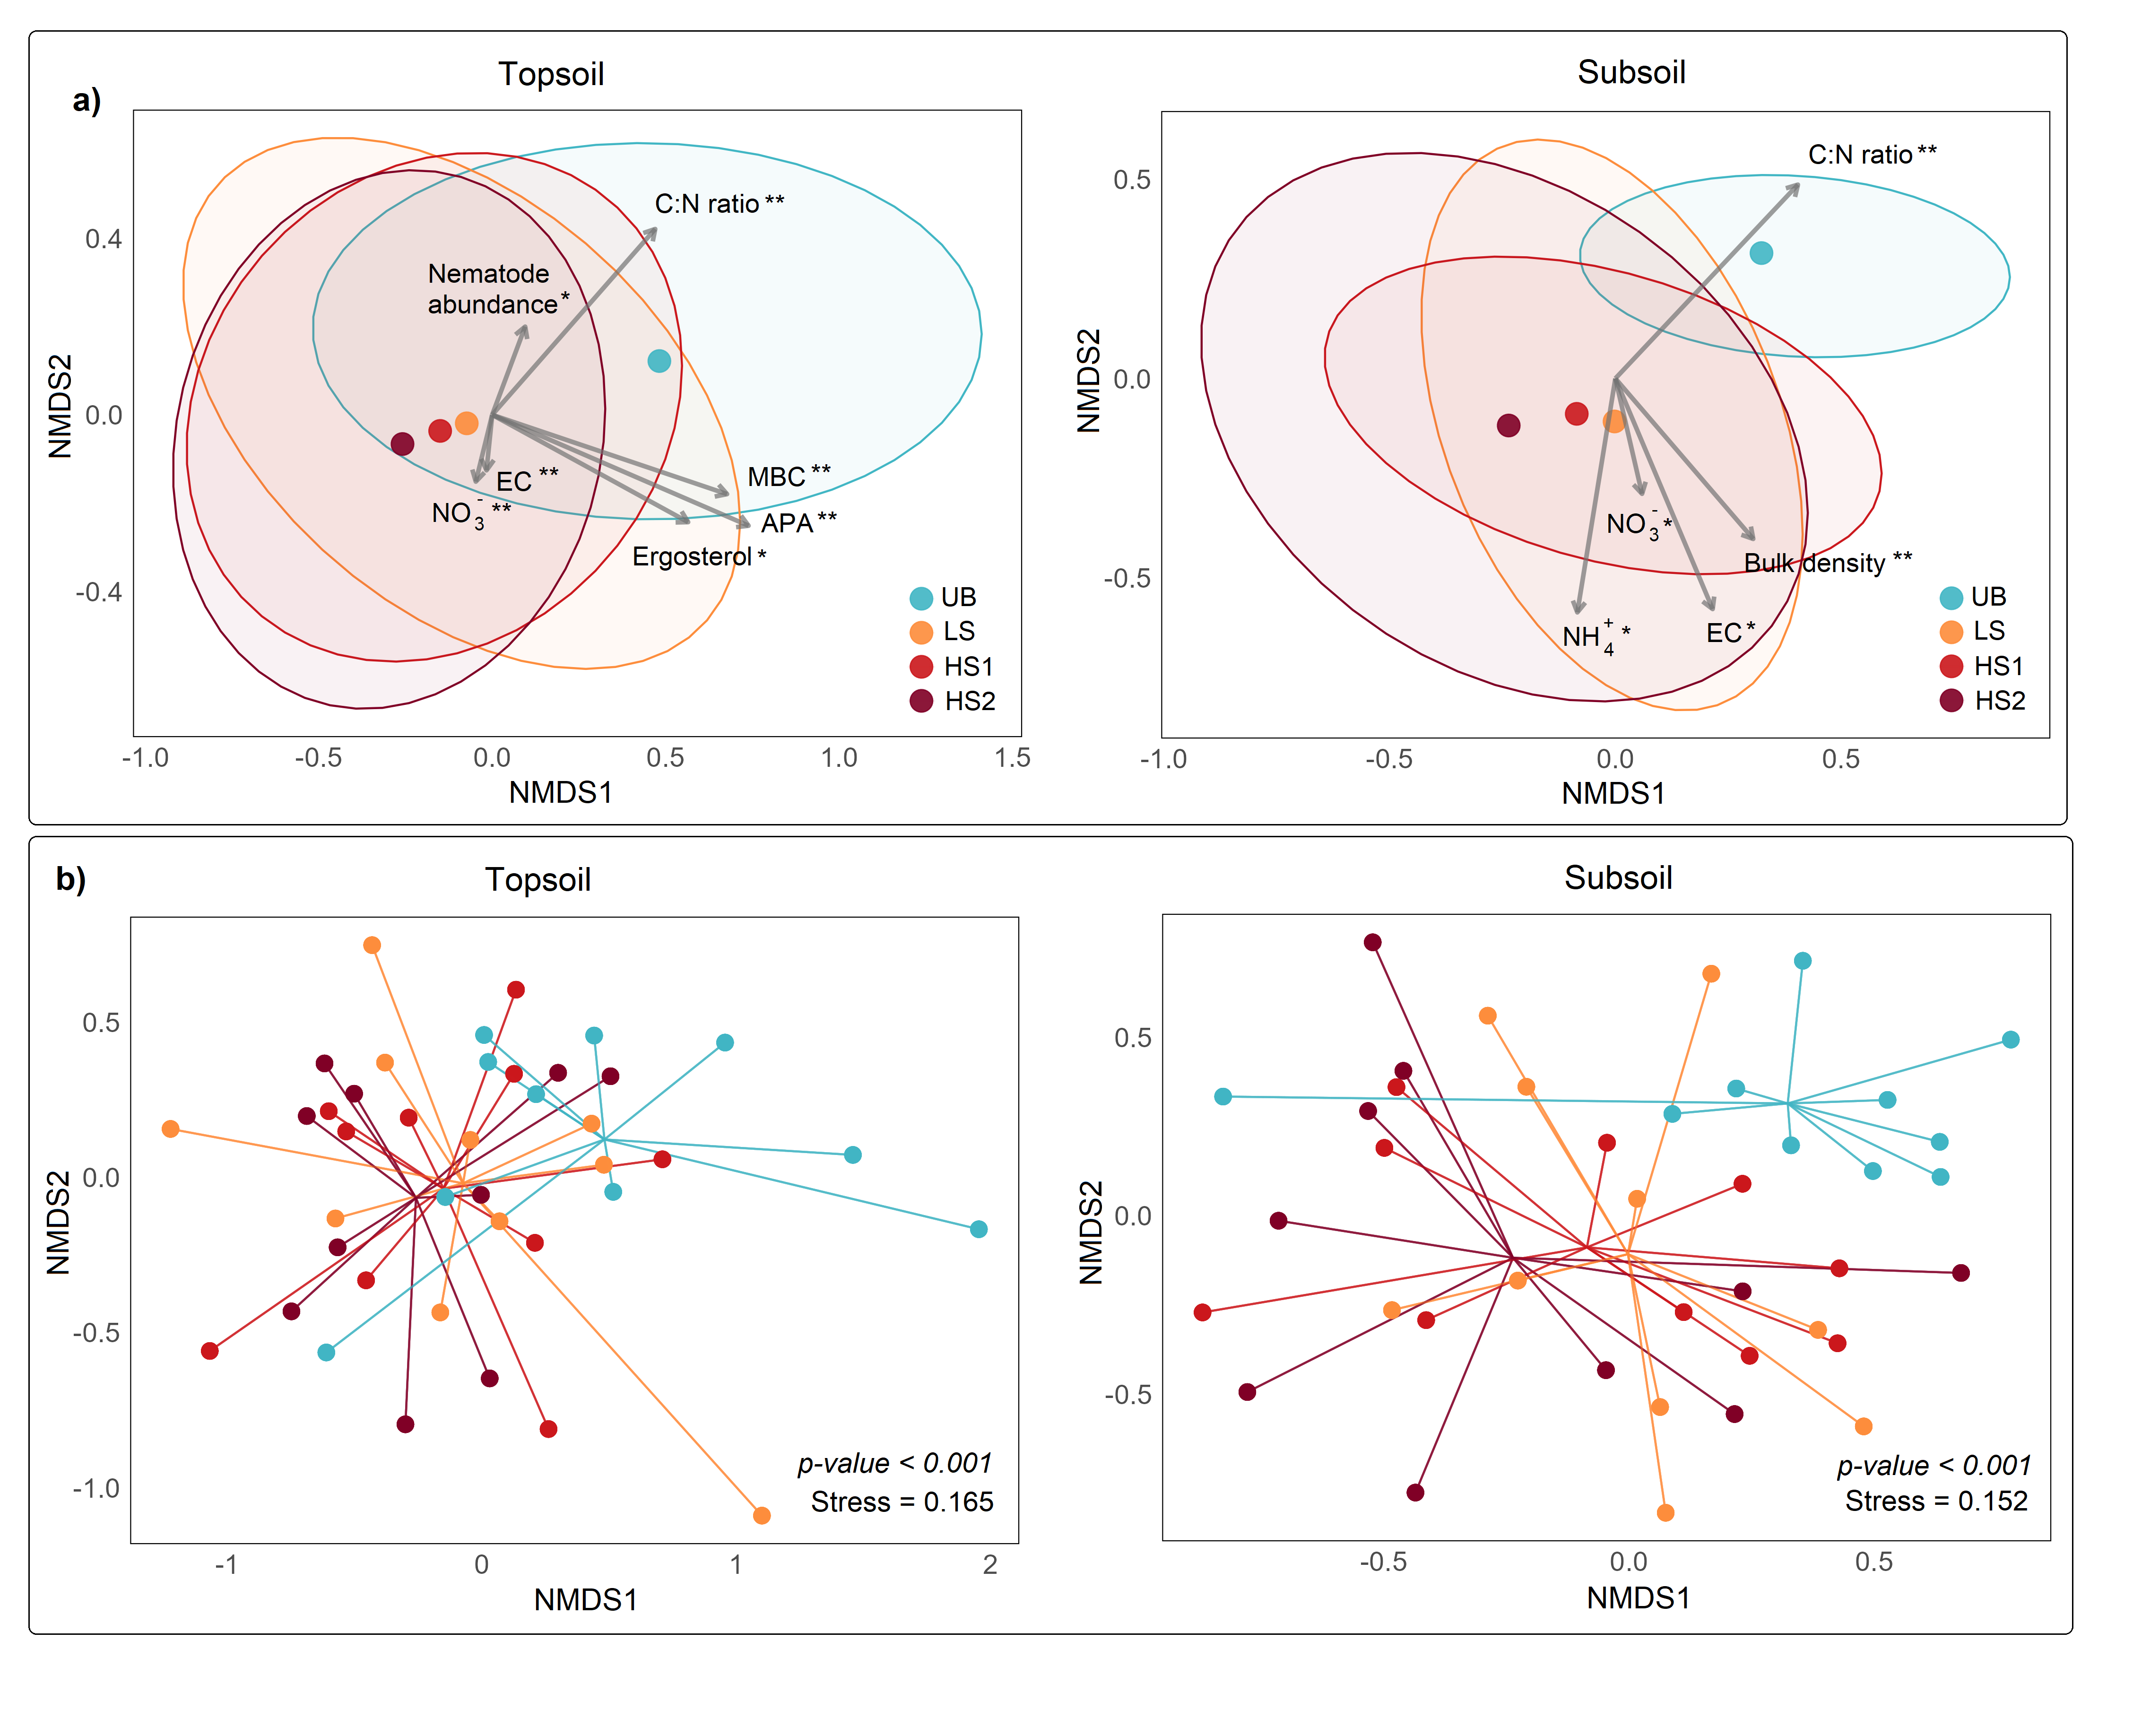 a)
Topsoil
NMDS2
0.4
0.0
-0.4
C:N ratio **
Nematode
abundance *
EC **
NO3- **
MBC **
APA **
Ergosterol *
UB
LS
HS1
HS2
-1.0 -0.5 0.0 0.5 1.0 1.5
NMDS1
Subsoil
NMDS2
0.5
0.0
-0.5
C:N ratio **
NO3- *
Bulk density **
NH4+ *
EC *
UB
LS
HS1
HS2
-1.0 -0.5 0.0 0.5
NMDS1
b)
Topsoil
NMDS2
0.5
0.0
-0.5
-1.0
p-value < 0.001
Stress = 0.165
-1 0 1 2
NMDS1
Subsoil
NMDS2
0.5
0.0
-0.5
p-value < 0.001
Stress = 0.152
-0.5 0.0 0.5
NMDS1